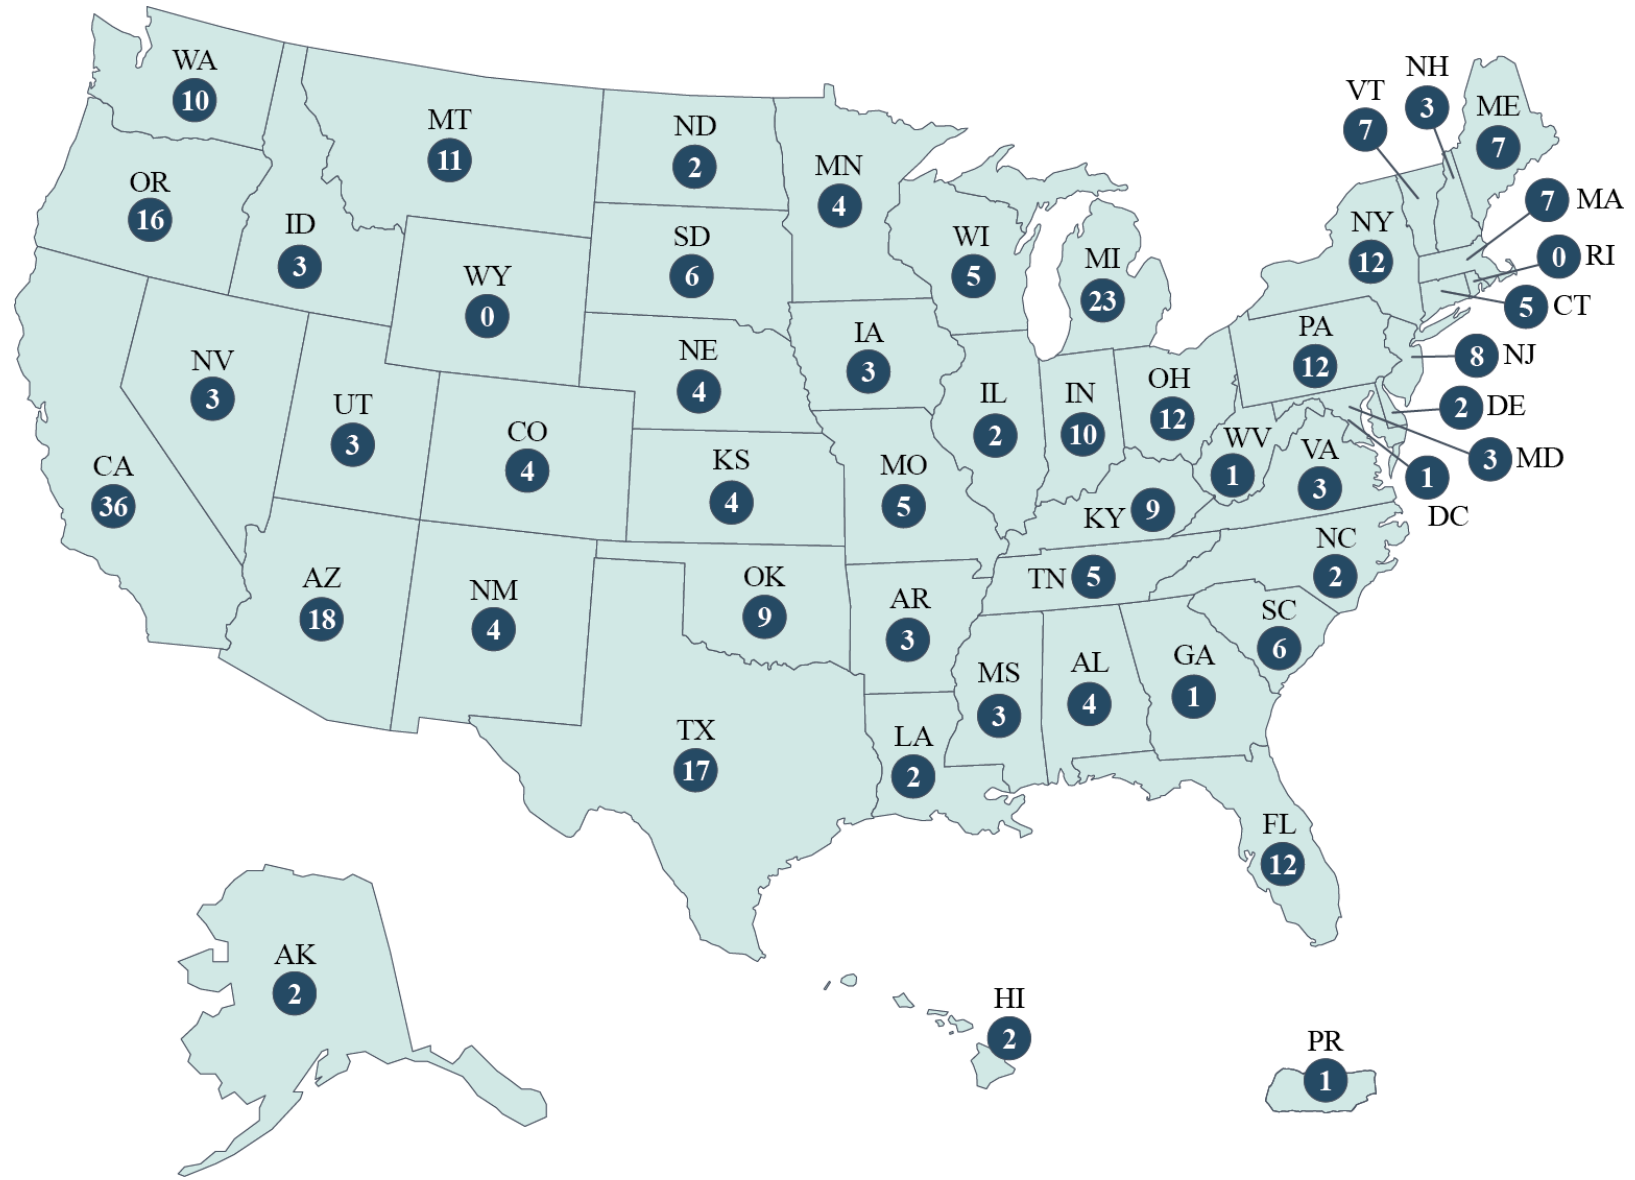 WA
10
OR
16
CA
36
NV
3
ID
3
MT
11
WY
0
UT
3
CO
4
AZ
18
NM
4
ND
2
SD
6
NE
4
KS
4
OK
9
TX
17
MN
4
IA
3
MO
5
AR
3
LA
2
WI
5
IL
2
MI
23
IN
10
OH
12
KY 9
TN 5
MS
3
AL
4
GA
1
FL
12
SC
6
NC
2
VA
3
WV
1
PA
12
NY
12
VT
7
NH
3
ME
7
7 MA
0 RI
5 CT
8 NJ
2 DE
3 MD
1
DC
AK
2
HI
2
PR
1